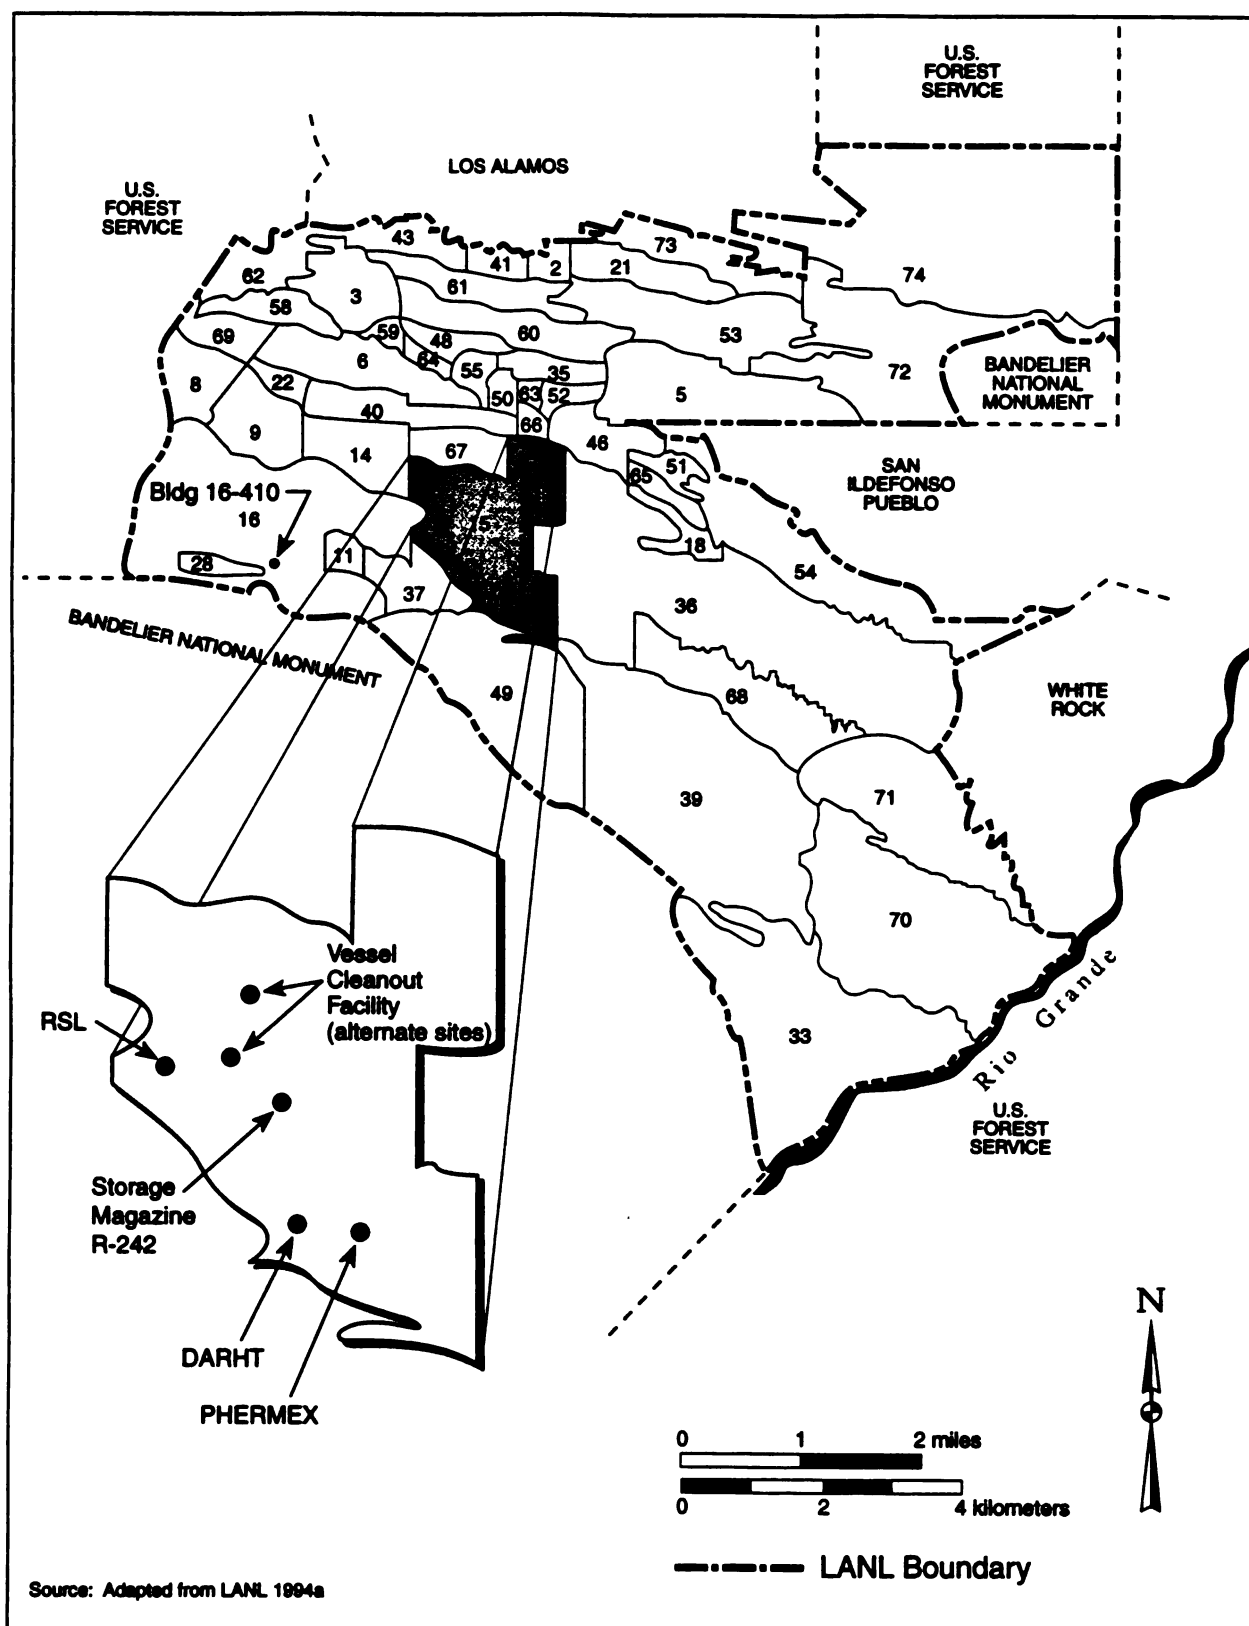 U.S.
FOREST
SERVICE
LOS ALAMOS
U.S.
FOREST
SERVICE
43
73
41
2
21
74
62
3
61
58
59
48
60
53
69
6
64
55
35
72
BANDELIER
NATIONAL
MONUMENT
8
22
50
63
52
5
40
66
9
14
67
46
51
65
SAN
ILDEFONSO
PUEBLO
Bldg 16-410
16
15
18
28
11
54
37
36
BANDELIER NATIONAL MONUMENT
49
68
WHITE
ROCK
39
71
70
33
Rio Grande
U.S.
FOREST
SERVICE
Vessel
Cleanout
Facility
(alternate sites)
RSL
Storage
Magazine
R-242
DARHT
PHERMEX
N
0 1 2 miles
0 2 4 kilometers
LANL Boundary
Source: Adapted from LANL 1994a